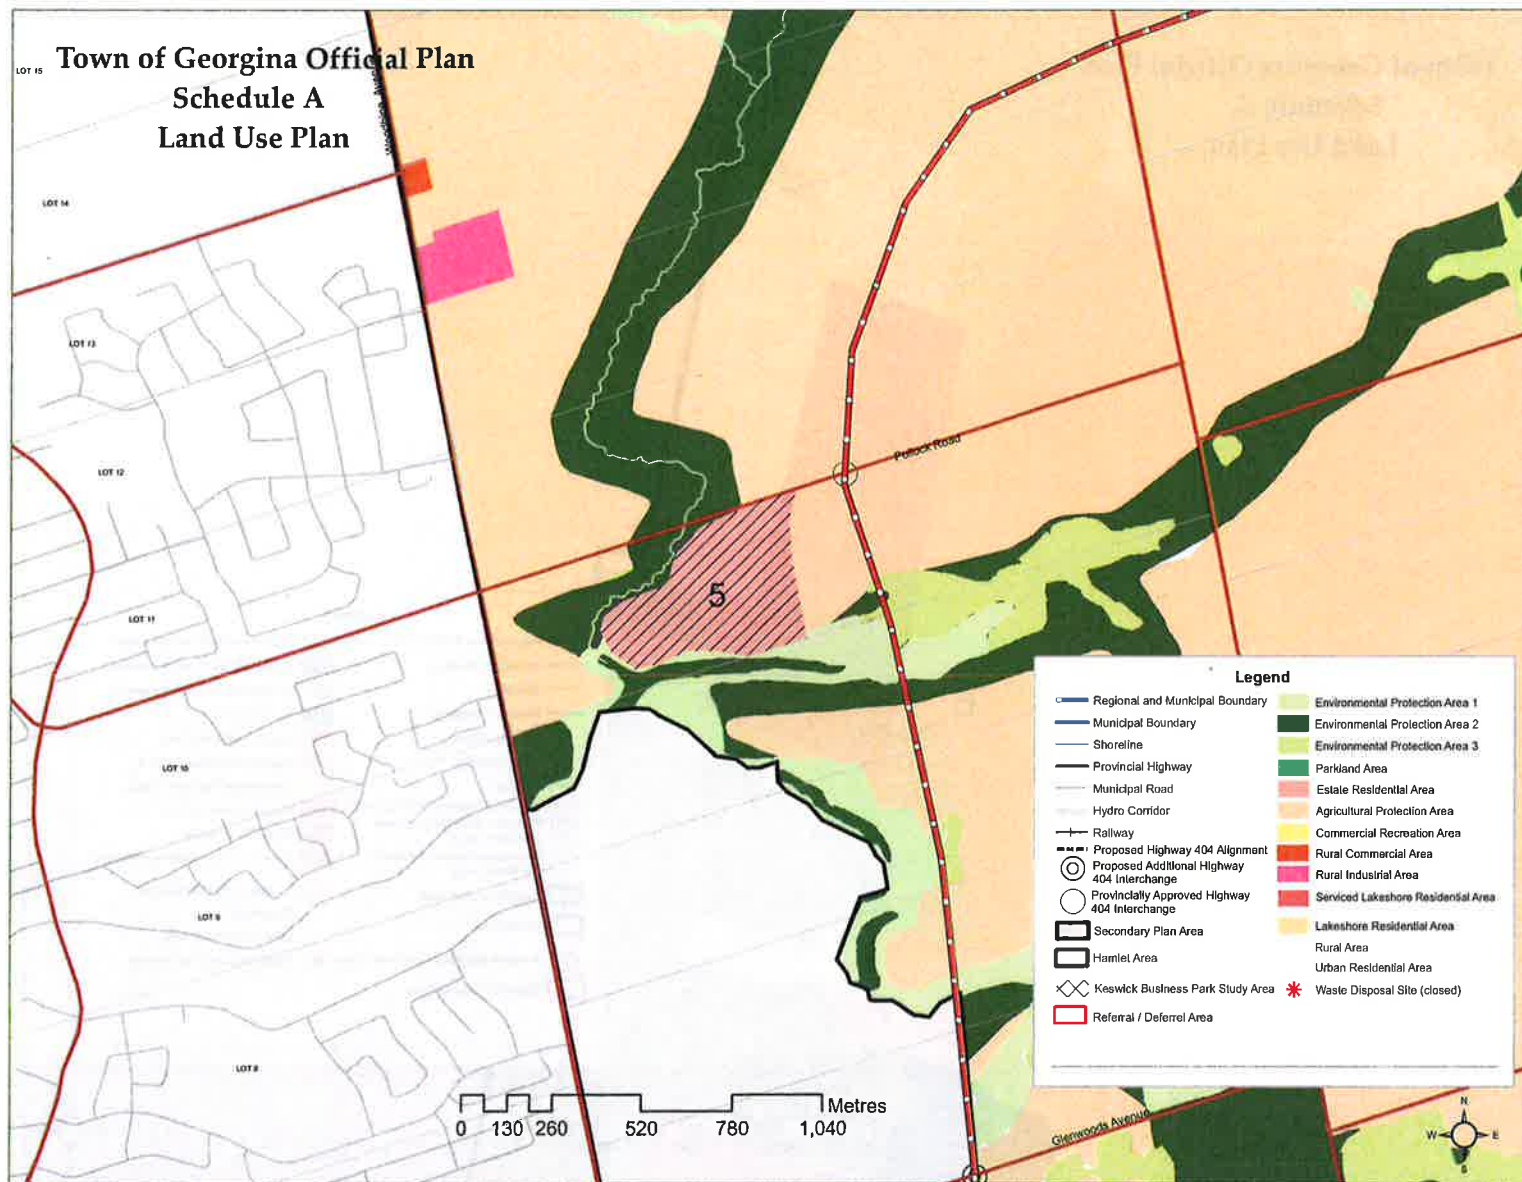 Town of Georgina Official Plan
Schedule A
Land Use Plan
LOT 15
LOT 14
LOT 13
LOT 12
LOT 11
LOT 10
LOT 9
LOT 8
Pollock Road
5
Glenwoods Avenue
Legend
Regional and Municipal Boundary
Municipal Boundary
Shoreline
Provincial Highway
Municipal Road
Hydro Corridor
Railway
Proposed Highway 404 Alignment
Proposed Additional Highway
404 Interchange
Provincially Approved Highway
404 Interchange
Secondary Plan Area
Hamlet Area
Keswick Business Park Study Area
Referral / Deferrel Area
Environmental Protection Area 1
Environmental Protection Area 2
Environmental Protection Area 3
Parkland Area
Estate Residential Area
Agricultural Protection Area
Commercial Recreation Area
Rural Commercial Area
Rural Industrial Area
Serviced Lakeshore Residential Area
Lakeshore Residential Area
Rural Area
Urban Residential Area
Waste Disposal Site (closed)
Metres
0 130 260 520 780 1,040
N
W E
S